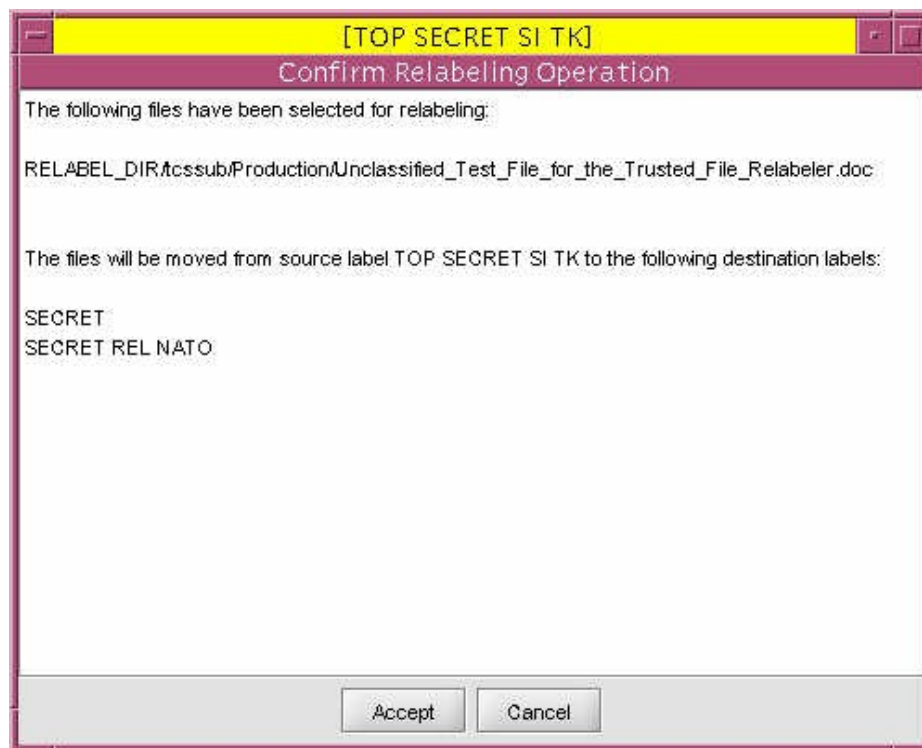 [TOP SECRET SI TK]
Confirm Relabeling Operation
The following files have been selected for relabeling:
RELABEL_DIR/tcssub/Production/Unclassified_Test_File_for_the_Trusted_File_Relabeler.doc
The files will be moved from source label TOP SECRET SI TK to the following destination labels:
SECRET
SECRET REL NATO
Accept Cancel